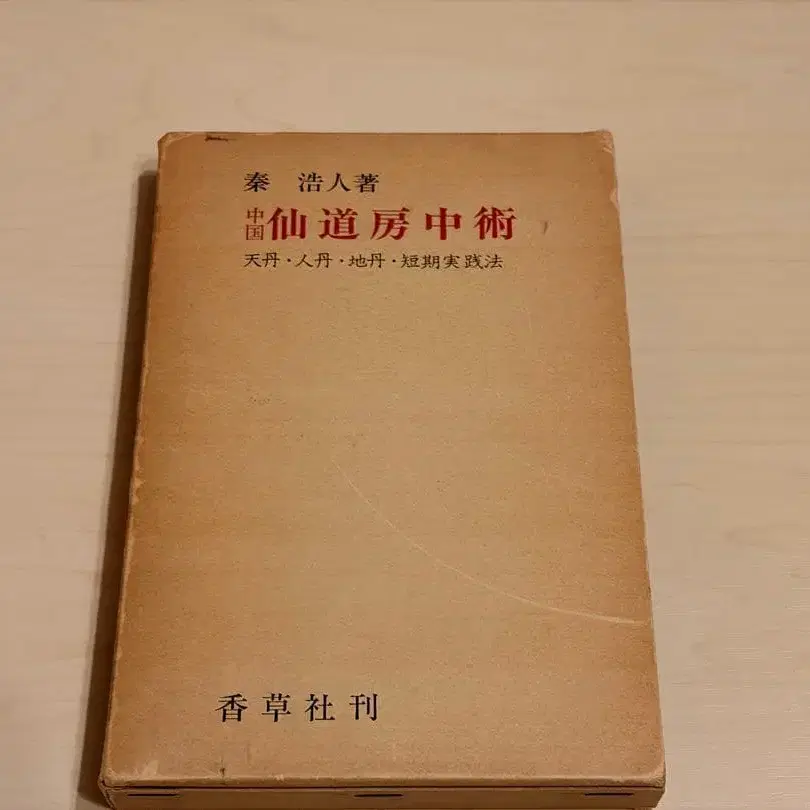 秦 浩人著
中国仙道房中術
天丹・人丹・地丹・短期実践法
香草社刊